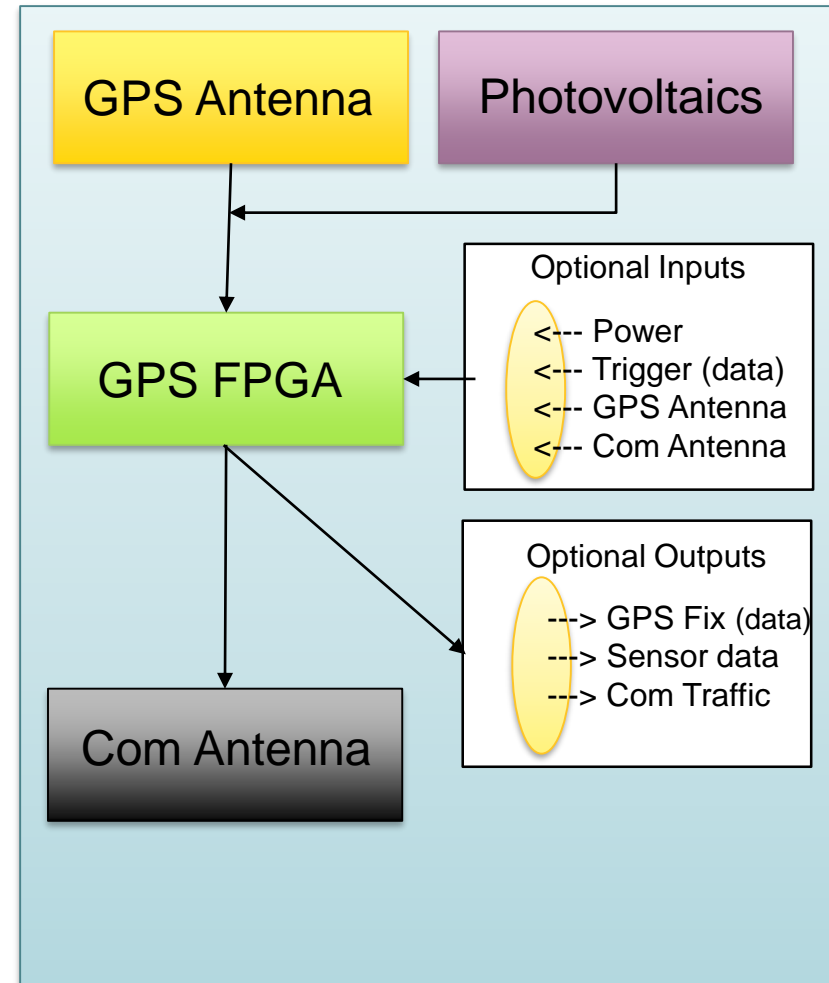 GPS Antenna
Photovoltaics
Optional Inputs
<--- Power
<--- Trigger (data)
<--- GPS Antenna
<--- Com Antenna
GPS FPGA
Optional Outputs
---> GPS Fix (data)
---> Sensor data
---> Com Traffic
Com Antenna